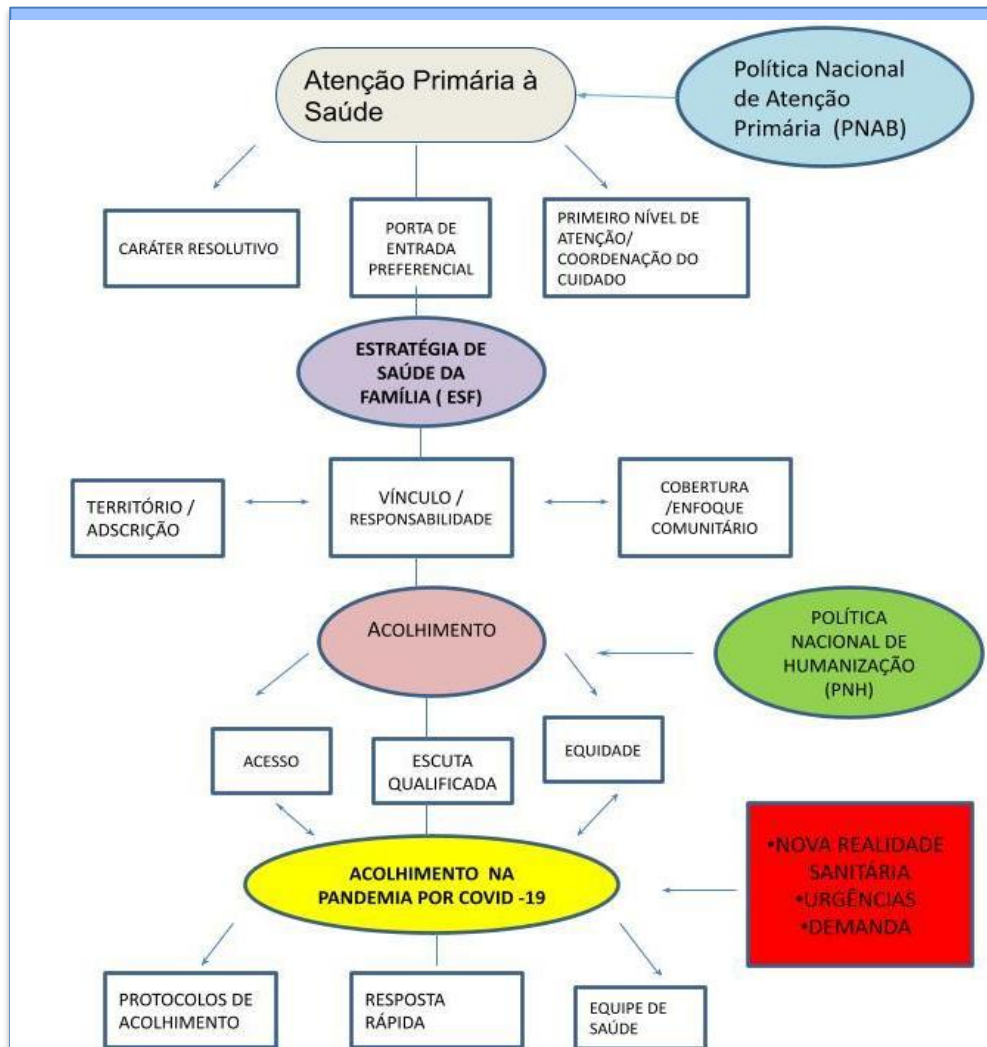 Atenção Primária à
Saúde
Política Nacional
de Atenção
Primária (PNAB)
CARÁTER RESOLUTIVO
PORTA DE
ENTRADA
PREFERENCIAL
PRIMEIRO NÍVEL DE
ATENÇÃO/
COORDENAÇÃO DO
CUIDADO
ESTRATÉGIA DE
SAÚDE DA
FAMÍLIA ( ESF)
TERRITÓRIO /
ADSCRIÇÃO
VÍNCULO /
RESPONSABILIDADE
COBERTURA
/ENFOQUE
COMUNITÁRIO
ACOLHIMENTO
POLÍTICA
NACIONAL DE
HUMANIZAÇÃO
(PNH)
ACESSO
ESCUTA
QUALIFICADA
EQUIDADE
ACOLHIMENTO NA
PANDEMIA POR COVID -19
•NOVA REALIDADE
SANITÁRIA
•URGÊNCIAS
•DEMANDA
PROTOCOLOS DE
ACOLHIMENTO
RESPOSTA
RÁPIDA
EQUIPE DE
SAÚDE